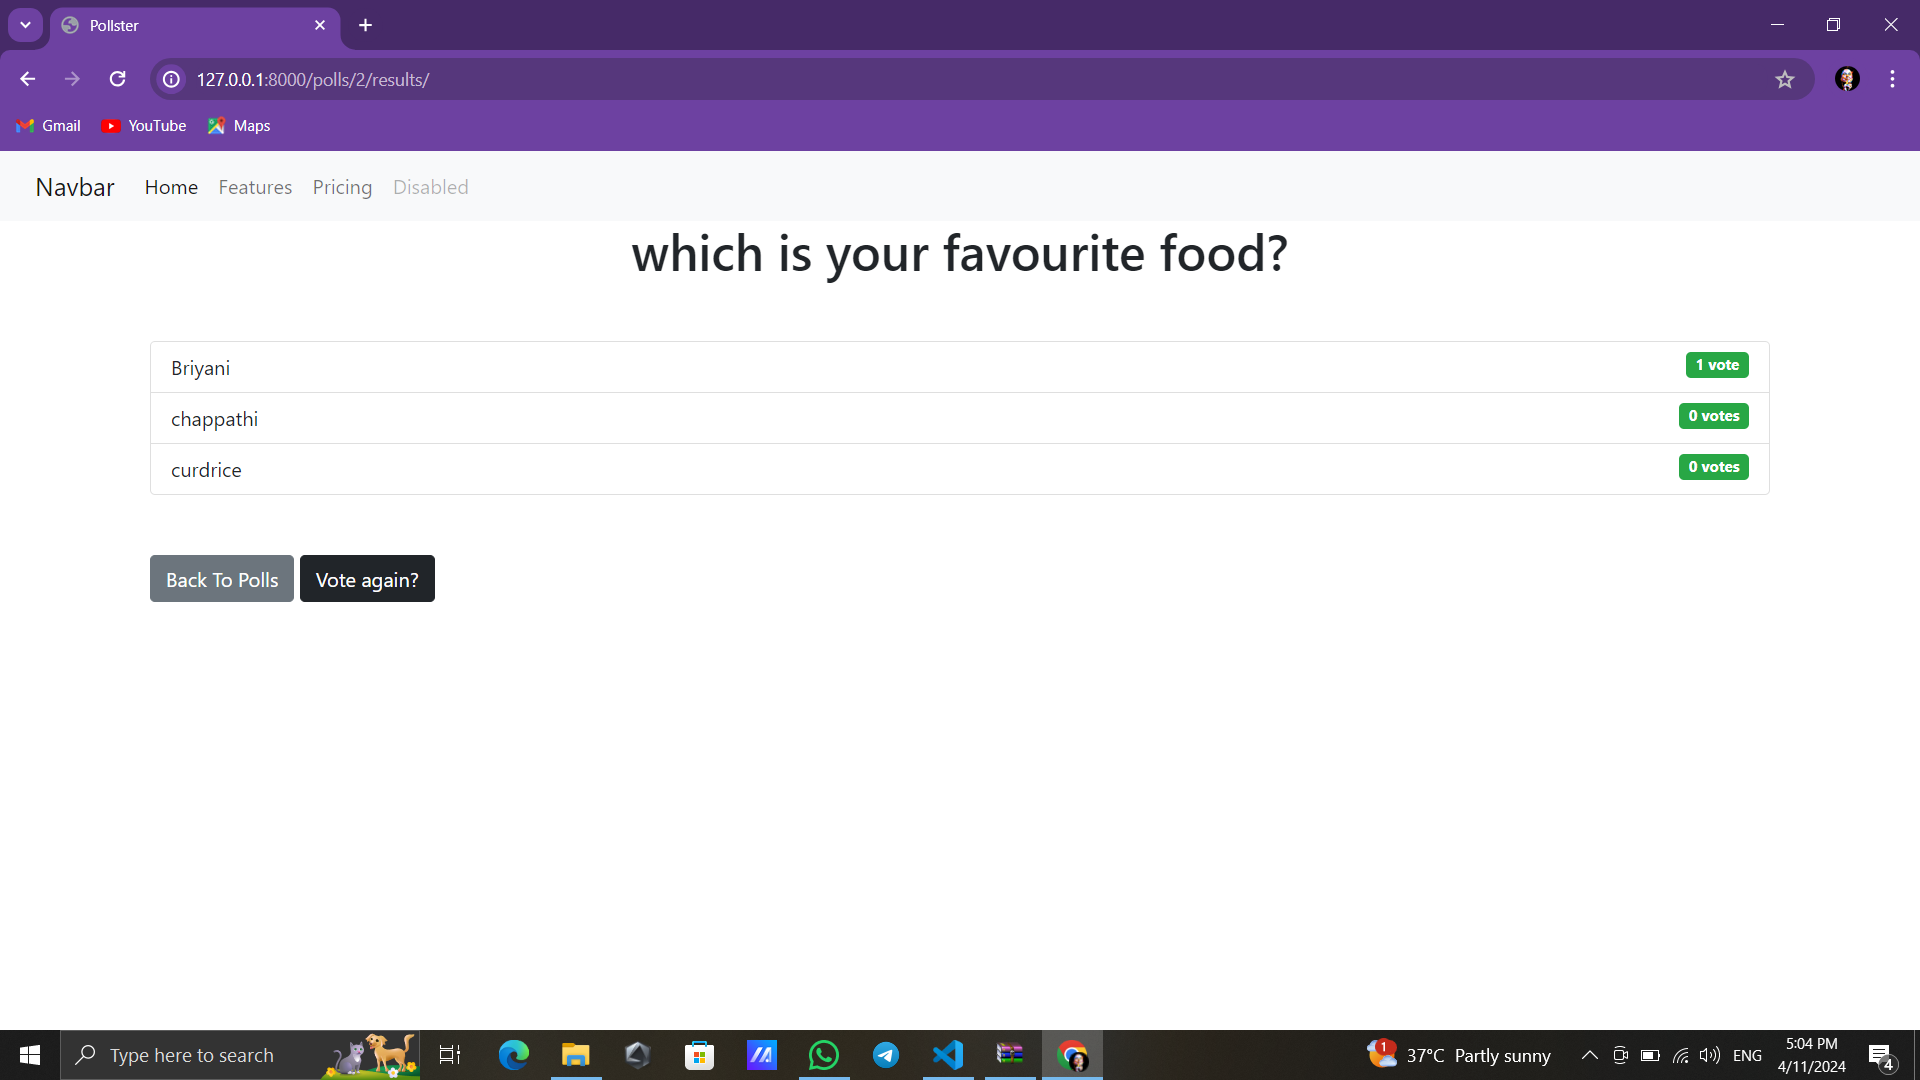 Pollster
127.0.0.1:8000/polls/2/results/
Gmail YouTube Maps
Navbar Home Features Pricing Disabled
which is your favourite food?
Briyani 1 vote
chappathi 0 votes
curdrice 0 votes
Back To Polls Vote again?
Type here to search 1 37°C Partly sunny ENG 5:04 PM
4/11/2024 4